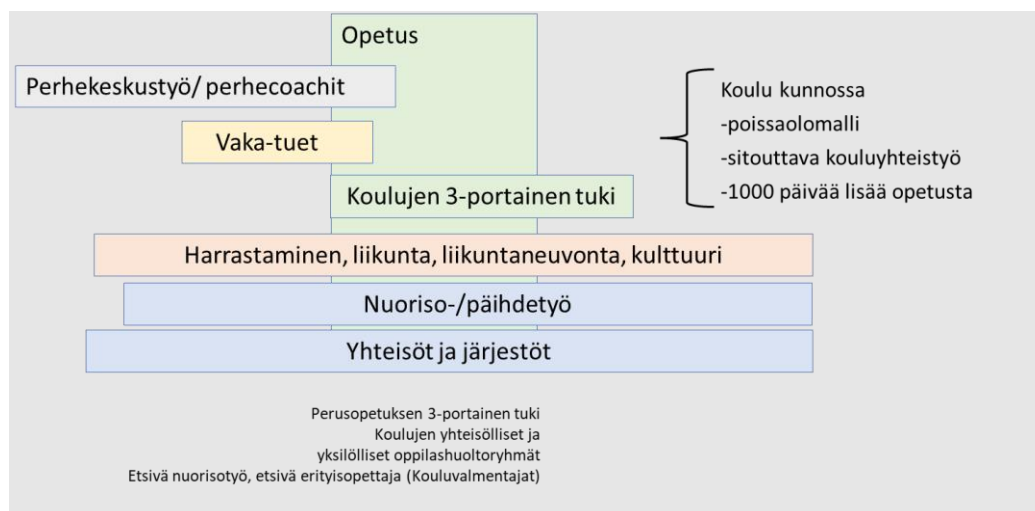 Opetus
Perhekeskustyö/ perhecoachit
Vaka-tuet
Koulujen 3-portainen tuki
Harrastaminen, liikunta, liikuntaneuvonta, kulttuuri
Nuoriso-/päihdetyö
Yhteisöt ja järjestöt
Koulu kunnossa
-poissaolomalli
-sitouttava kouluyhteistyö
-1000 päivää lisää opetusta
Perusopetuksen 3-portainen tuki
Koulujen yhteisölliset ja
yksilölliset oppilashuoltoryhmät
Etsivä nuorisotyö, etsivä erityisopettaja (Kouluvalmentajat)